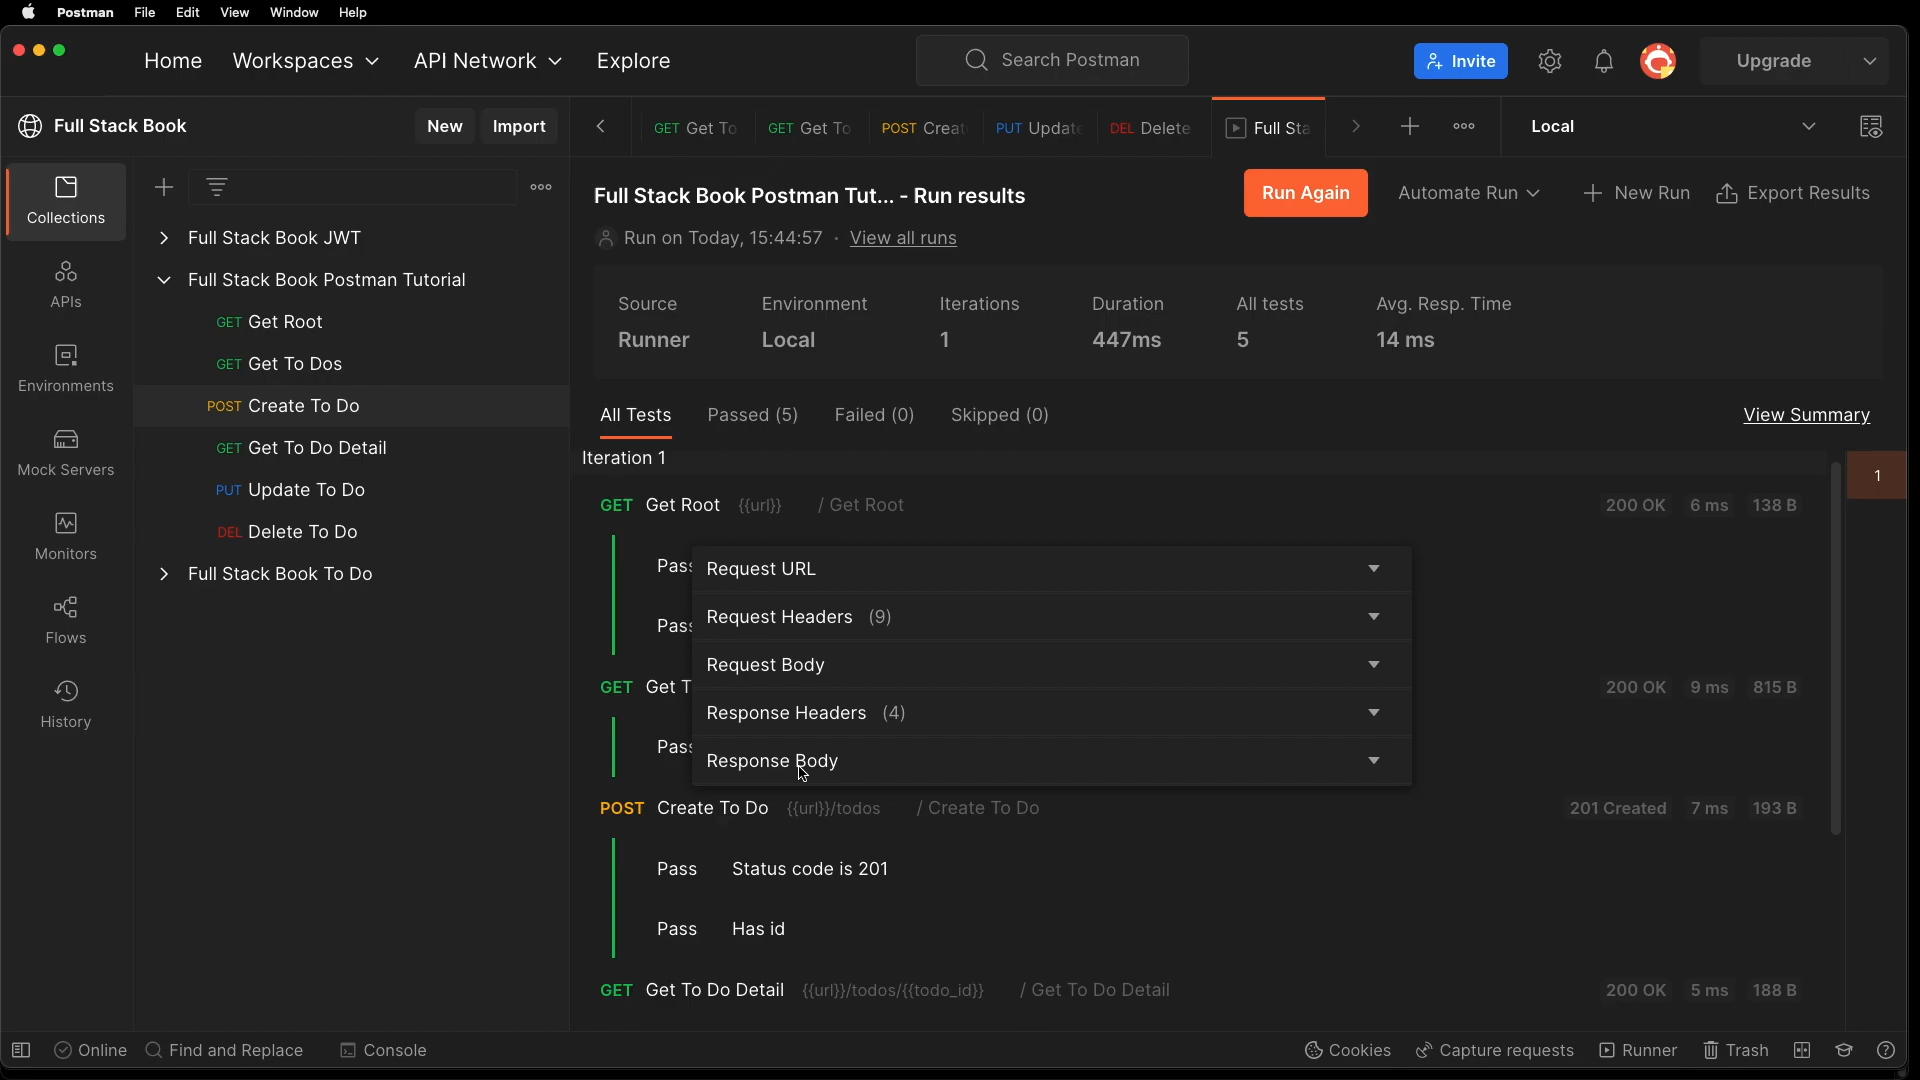 Postman File Edit View Window Help
Home Workspaces API Network Explore Search Postman Invite Upgrade
Full Stack Book New Import GET Get To GET Get To POST Creat PUT Update DEL Delete Full Sta Local
Collections
APIs
Environments
Mock Servers
Monitors
Flows
History
Full Stack Book JWT
Full Stack Book Postman Tutorial
GET Get Root
GET Get To Dos
POST Create To Do
GET Get To Do Detail
PUT Update To Do
DEL Delete To Do
Full Stack Book To Do
Full Stack Book Postman Tut... - Run results Run Again Automate Run New Run Export Results
Run on Today, 15:44:57 · View all runs
Source Environment Iterations Duration All tests Avg. Resp. Time
Runner Local 1 447ms 5 14 ms
All Tests Passed (5) Failed (0) Skipped (0) View Summary
Iteration 1
1
GET Get Root {{url}} / Get Root 200 OK 6 ms 138 B
Pass
Request URL
Request Headers (9)
Pass
Request Body
GET Get T 200 OK 9 ms 815 B
Response Headers (4)
Pass
Response Body
POST Create To Do {{url}}/todos / Create To Do 201 Created 7 ms 193 B
Pass Status code is 201
Pass Has id
GET Get To Do Detail {{url}}/todos/{{todo_id}} / Get To Do Detail 200 OK 5 ms 188 B
Online Find and Replace Console Cookies Capture requests Runner Trash